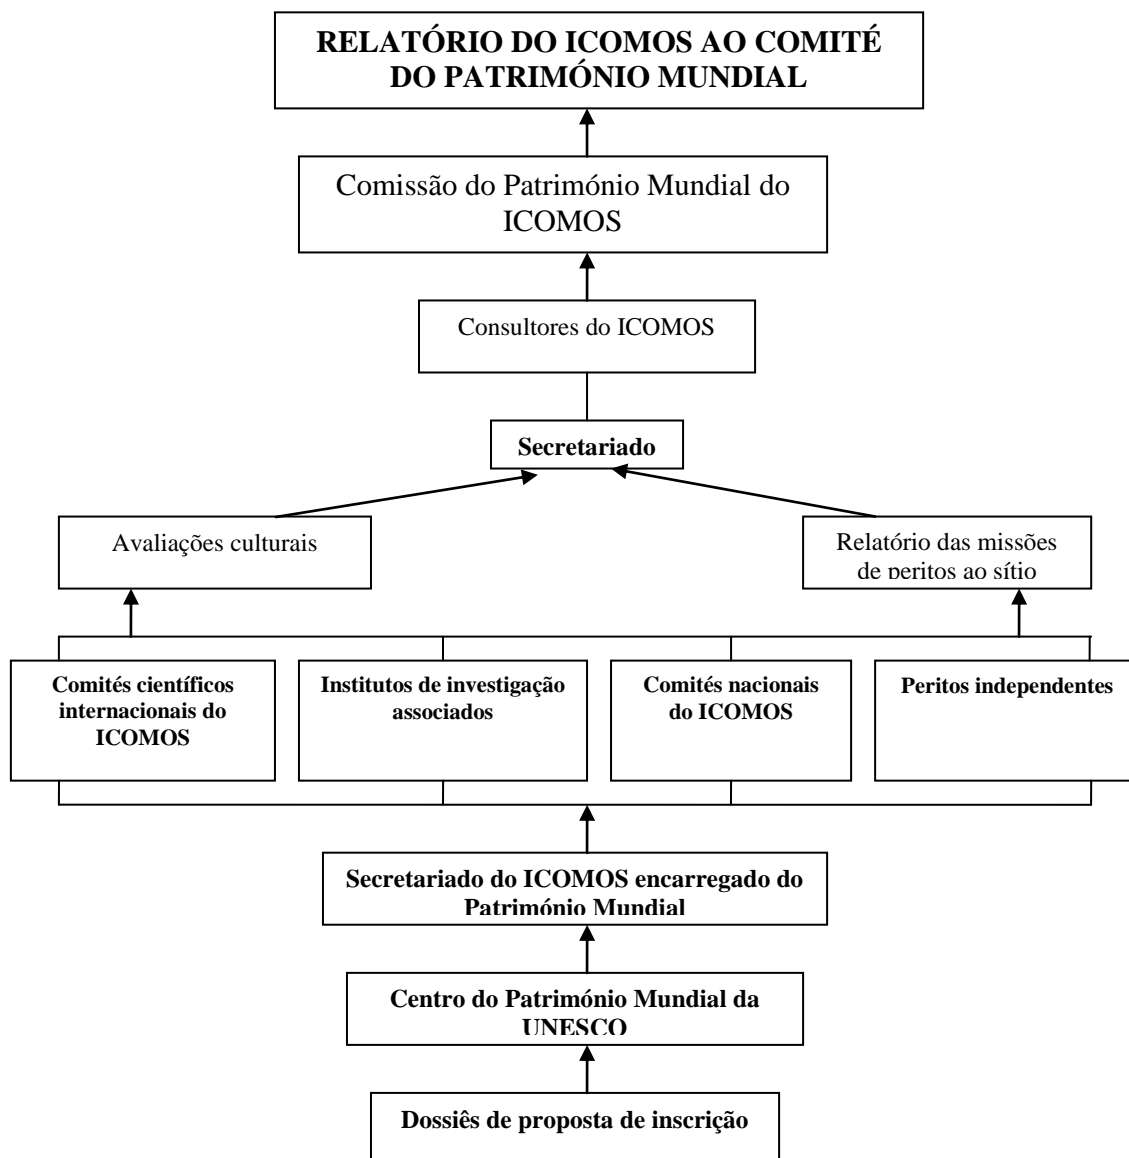 RELATÓRIO DO ICOMOS AO COMITÉ
DO PATRIMÓNIO MUNDIAL
Comissão do Património Mundial do
ICOMOS
Consultores do ICOMOS
Secretariado
Avaliações culturais
Relatório das missões
de peritos ao sítio
Comités científicos
internacionais do
ICOMOS
Institutos de investigação
associados
Comités nacionais
do ICOMOS
Peritos independentes
Secretariado do ICOMOS encarregado do
Património Mundial
Centro do Património Mundial da
UNESCO
Dossiês de proposta de inscrição